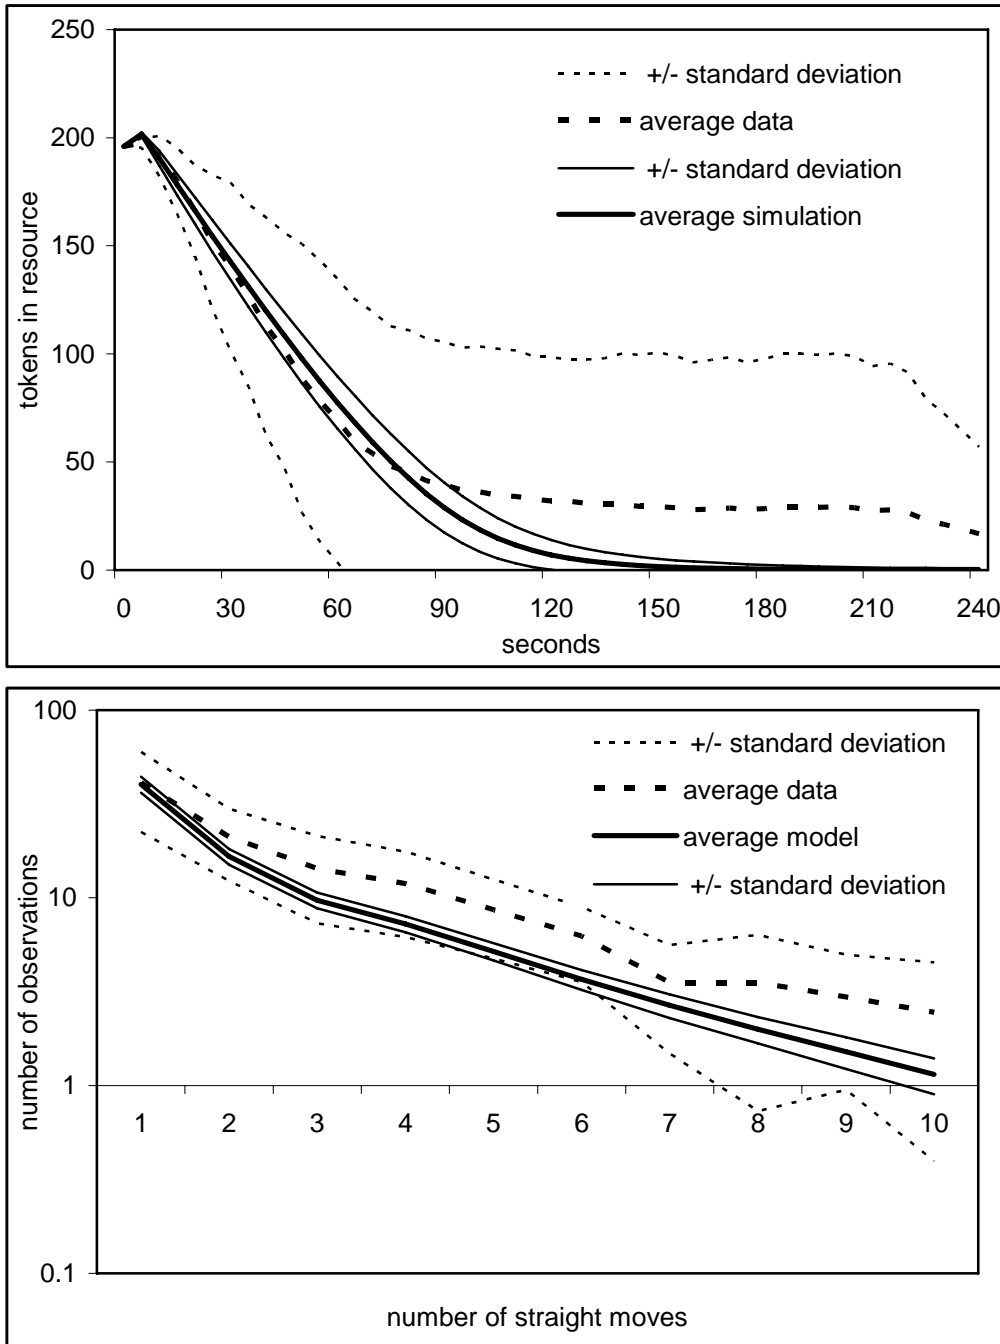 250
200
150
100
50
0
tokens in resource
+/- standard deviation
average data
+/- standard deviation
average simulation
0 30 60 90 120 150 180 210 240
seconds
100
10
1
0.1
number of observations
+/- standard deviation
average data
average model
+/- standard deviation
1 2 3 4 5 6 7 8 9 10
number of straight moves